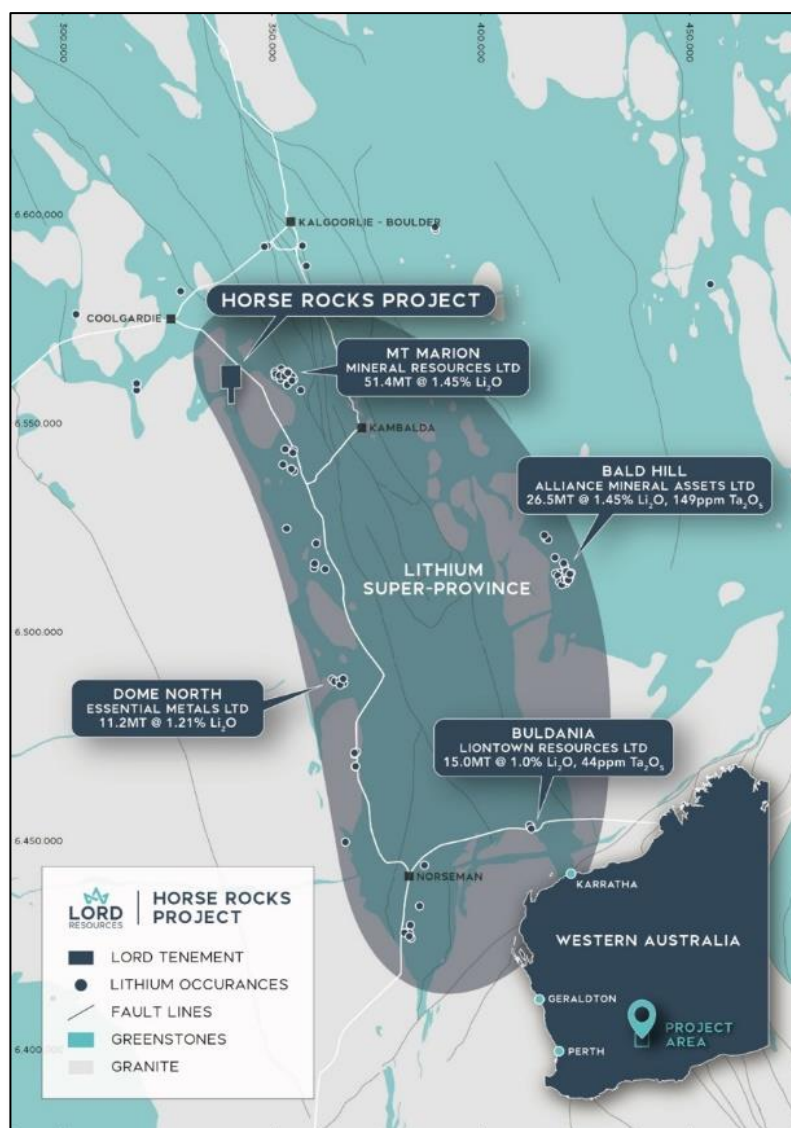 300,000
350,000
400,000
450,000
6,600,000
KALGOORLIE - BOULDER
HORSE ROCKS PROJECT
COOLGARDIE
MT MARION
MINERAL RESOURCES LTD
51.4MT @ 1.45% Li₂O
6,550,000
KAMBALDA
BALD HILL
ALLIANCE MINERAL ASSETS LTD
26.5MT @ 1.45% Li₂O, 149ppm Ta₂O₅
LITHIUM
SUPER-PROVINCE
6,500,000
DOME NORTH
ESSENTIAL METALS LTD
11.2MT @ 1.21% Li₂O
BULDANIA
LIONTOWN RESOURCES LTD
15.0MT @ 1.0% Li₂O, 44ppm Ta₂O₅
6,450,000
NORSEMAN
LORD
RESOURCES
HORSE ROCKS
PROJECT
LORD TENEMENT
LITHIUM OCCURANCES
FAULT LINES
GREENSTONES
GRANITE
6,400,000
KARRATHA
WESTERN AUSTRALIA
GERALDTON
PROJECT
AREA
PERTH